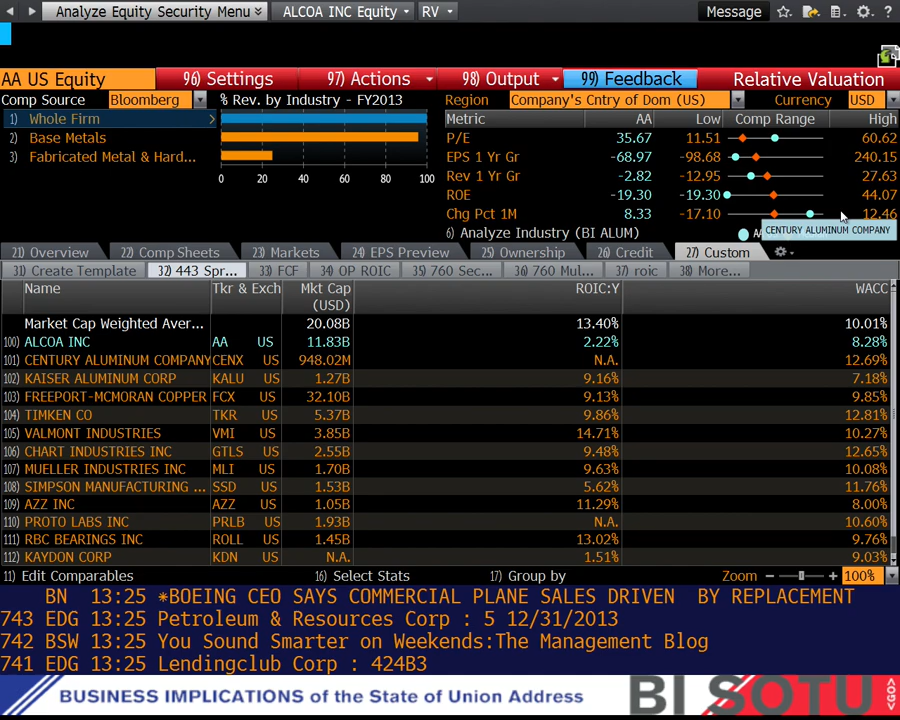 Analyze Equity Security Menu ALCOA INC Equity RV Message ?
AA US Equity 96) Settings 97) Actions 98) Output 99) Feedback Relative Valuation
Comp Source Bloomberg % Rev. by Industry - FY2013 Region Company's Cntry of Dom (US) Currency USD
1) Whole Firm
2) Base Metals
3) Fabricated Metal & Hard...
0 20 40 60 80 100
Metric AA Low Comp Range High
P/E 35.67 11.51 60.62
EPS 1 Yr Gr -68.97 -98.68 240.15
Rev 1 Yr Gr -2.82 -12.95 27.63
ROE -19.30 -19.30 44.07
Chg Pct 1M 8.33 -17.10 12.46
6) Analyze Industry (BI ALUM) CENTURY ALUMINUM COMPANY
21) Overview 22) Comp Sheets 23) Markets 24) EPS Preview 25) Ownership 26) Credit 27) Custom
31) Create Template 32) 443 Spr... 33) FCF 34) OP ROIC 35) 760 Sec... 36) 760 Mul... 37) roic 38) More...
Name Tkr & Exch Mkt Cap (USD) ROIC:Y WACC
Market Cap Weighted Aver... 20.08B 13.40% 10.01%
100) ALCOA INC AA US 11.83B 2.22% 8.28%
101) CENTURY ALUMINUM COMPANY CENX US 948.02M N.A. 12.69%
102) KAISER ALUMINUM CORP KALU US 1.27B 9.16% 7.18%
103) FREEPORT-MCMORAN COPPER FCX US 32.10B 9.13% 9.85%
104) TIMKEN CO TKR US 5.37B 9.86% 12.81%
105) VALMONT INDUSTRIES VMI US 3.85B 14.71% 10.27%
106) CHART INDUSTRIES INC GTLS US 2.55B 9.48% 12.65%
107) MUELLER INDUSTRIES INC MLI US 1.70B 9.63% 10.08%
108) SIMPSON MANUFACTURING ... SSD US 1.53B 5.62% 11.76%
109) AZZ INC AZZ US 1.05B 11.29% 8.00%
110) PROTO LABS INC PRLB US 1.93B N.A. 10.60%
111) RBC BEARINGS INC ROLL US 1.45B 13.02% 9.76%
112) KAYDON CORP KDN US N.A. 1.51% 9.03%
11) Edit Comparables 16) Select Stats 17) Group by Zoom - + 100%
BN 13:25 *BOEING CEO SAYS COMMERCIAL PLANE SALES DRIVEN BY REPLACEMENT
743 EDG 13:25 Petroleum & Resources Corp : 5 12/31/2013
742 BSW 13:25 You Sound Smarter on Weekends:The Management Blog
741 EDG 13:25 Lendingclub Corp : 424B3
BUSINESS IMPLICATIONS of the State of Union Address BI SOTU <GO>